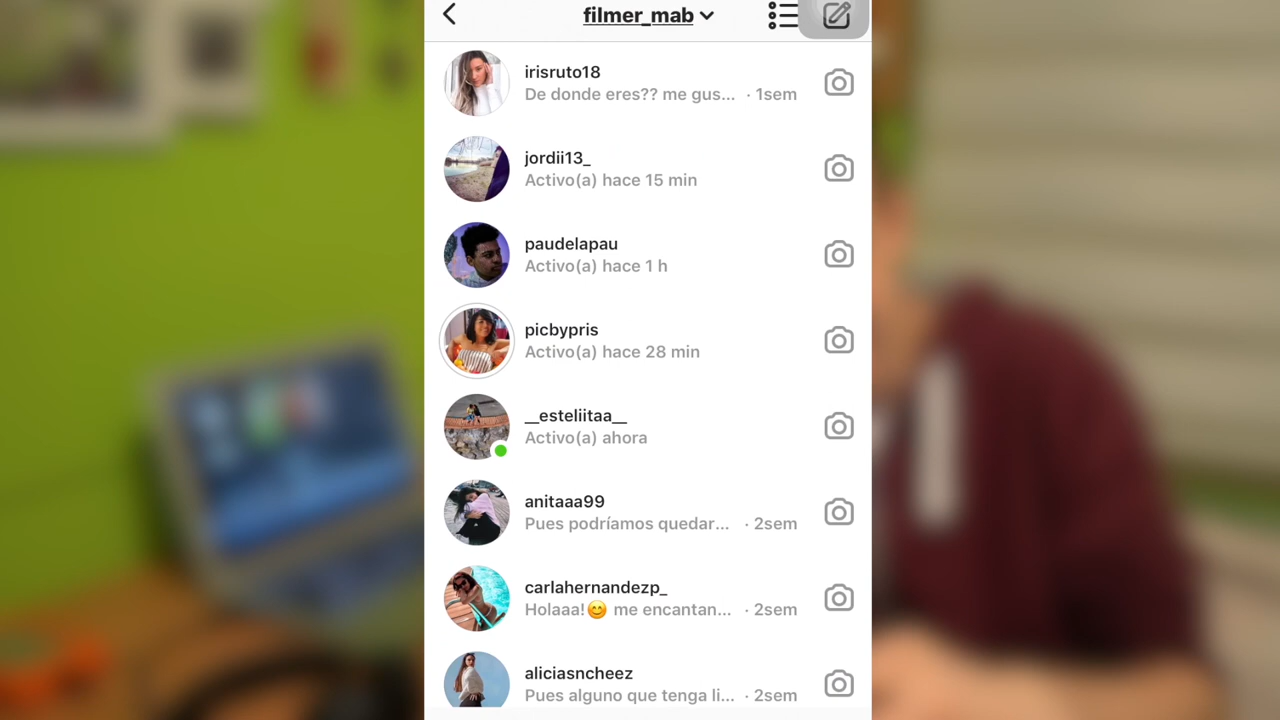 filmer_mab
irisruto18
De donde eres?? me gus... · 1sem
jordii13_
Activo(a) hace 15 min
paudelapau
Activo(a) hace 1 h
picbypris
Activo(a) hace 28 min
__esteliitaa__
Activo(a) ahora
anitaaa99
Pues podríamos quedar... · 2sem
carlahernandezp_
Holaaa!😊 me encantan... · 2sem
aliciasncheez
Pues alguno que tenga li... · 2sem